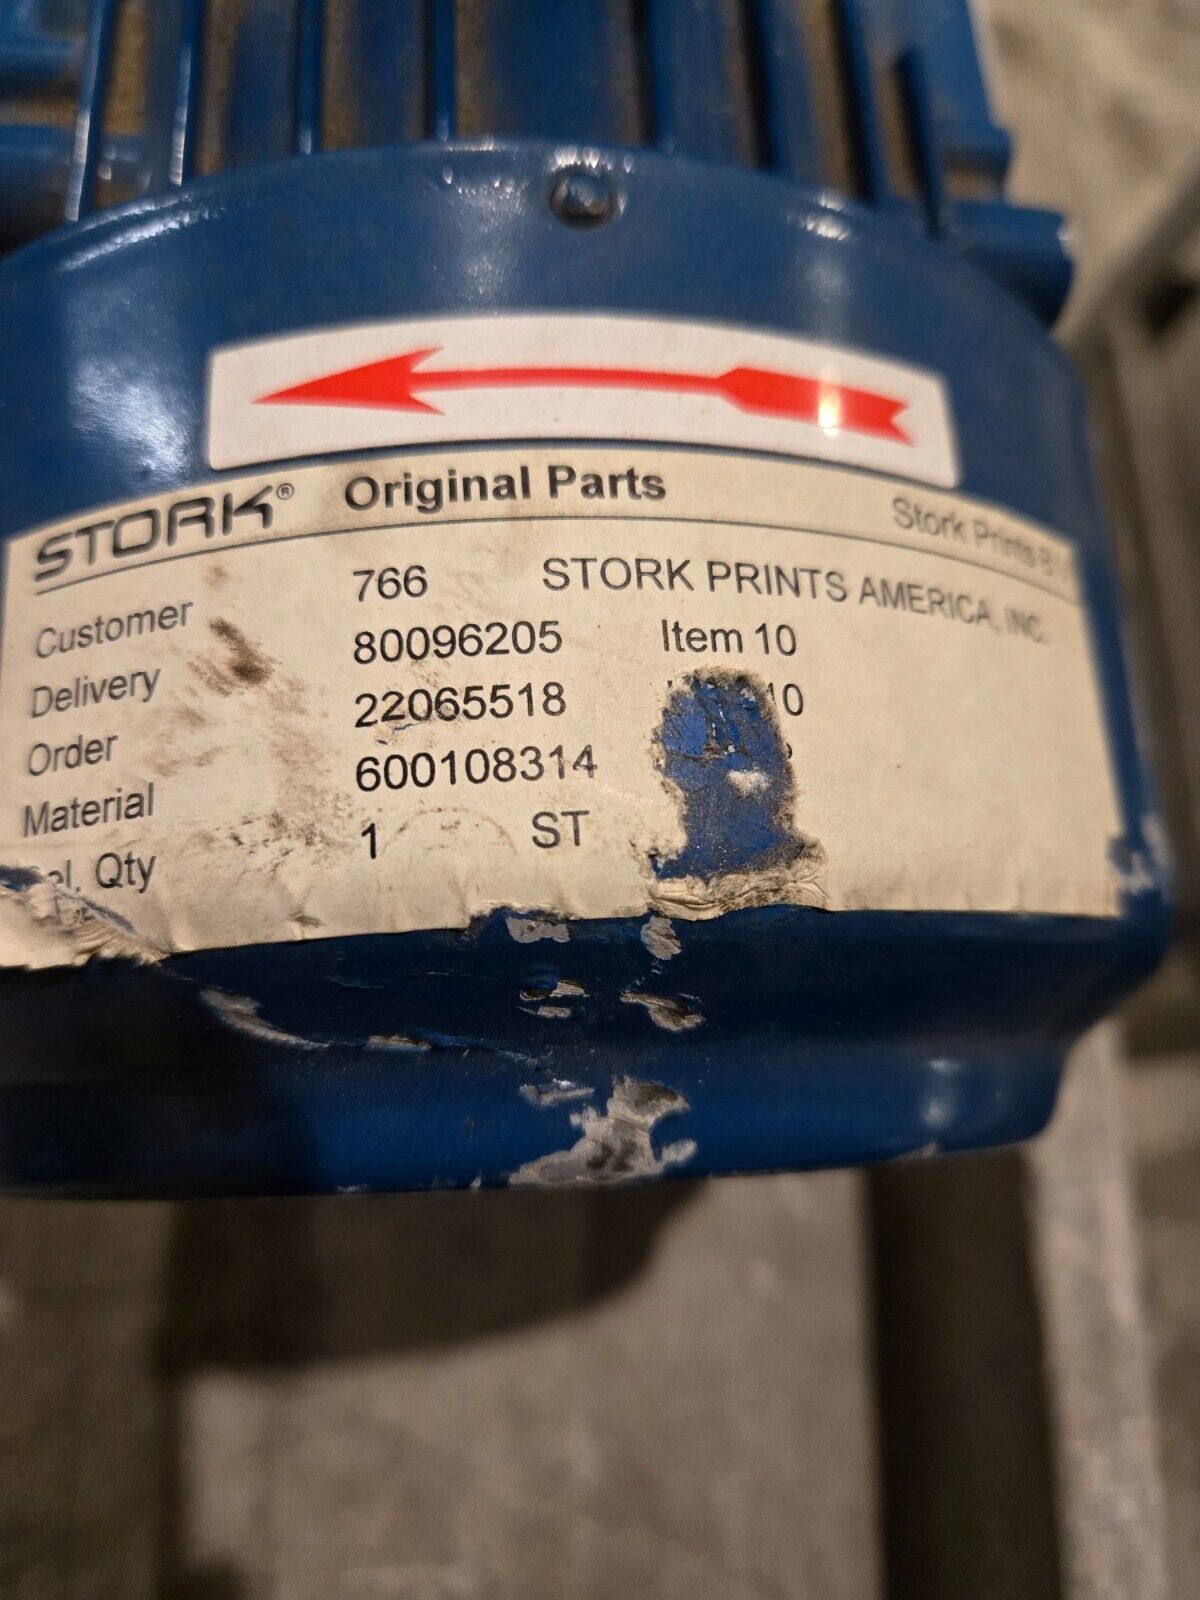 STORK® Original Parts Stork Prints B.V.
Customer 766 STORK PRINTS AMERICA, INC.
Delivery 80096205 Item 10
Order 22065518 10
Material 600108314
Qty 1 ST